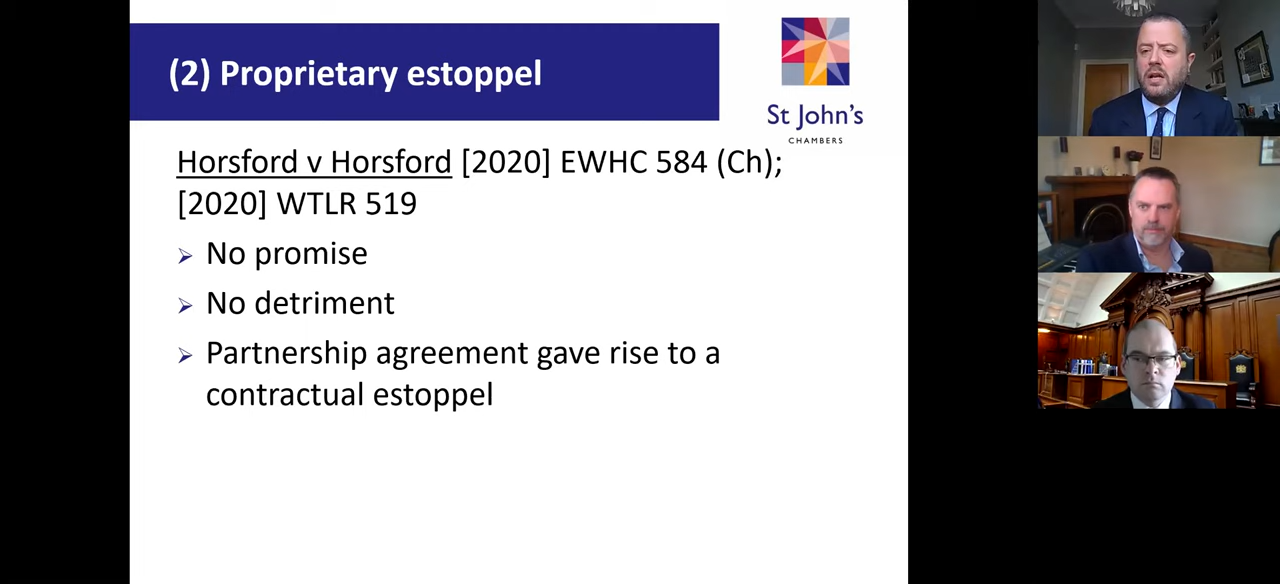 (2) Proprietary estoppel
St John's
CHAMBERS
Horsford v Horsford [2020] EWHC 584 (Ch);
[2020] WTLR 519
➢ No promise
➢ No detriment
➢ Partnership agreement gave rise to a
contractual estoppel